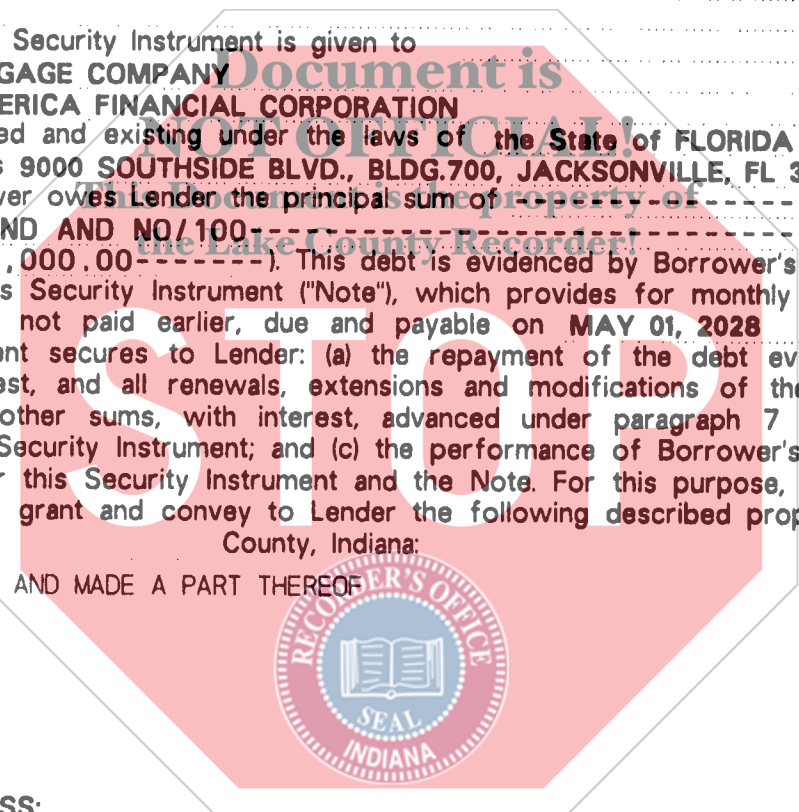 Security Instrument is given to
GAGE COMPANY
Document is
ERICA FINANCIAL CORPORATION
ed and existing under the laws of the State of FLORIDA
NOT OFFICIAL!
s 9000 SOUTHSIDE BLVD., BLDG.700, JACKSONVILLE, FL 3
ver owes Lender the principal sum of -----------------
This Document is the property of
ND AND NO/100-----------------------------
the Lake County Recorder!
,000.00-------). This debt is evidenced by Borrower's
s Security Instrument ("Note"), which provides for monthly
not paid earlier, due and payable on MAY 01, 2028
nt secures to Lender: (a) the repayment of the debt ev
est, and all renewals, extensions and modifications of the
other sums, with interest, advanced under paragraph 7
Security Instrument; and (c) the performance of Borrower's
r this Security Instrument and the Note. For this purpose,
grant and convey to Lender the following described prop
STOP
County, Indiana:
AND MADE A PART THEREOF
RECORDER'S OFFICE
SEAL
INDIANA
SS: